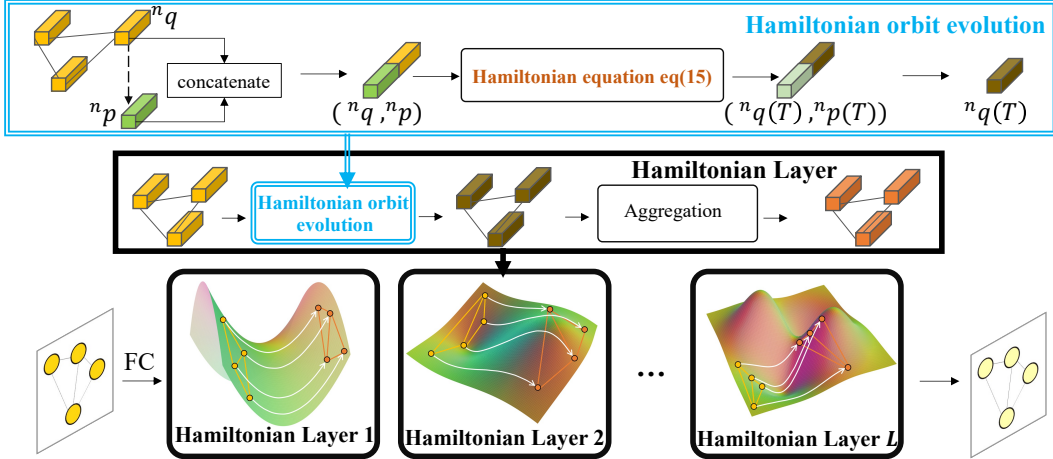 Hamiltonian orbit evolution
ⁿq
concatenate
Hamiltonian equation eq(15)
ⁿp
(ⁿq ,ⁿp)
(ⁿq(T) ,ⁿp(T))
ⁿq(T)
Hamiltonian Layer
Hamiltonian orbit
evolution
Aggregation
FC
...
Hamiltonian Layer 1
Hamiltonian Layer 2
Hamiltonian Layer L